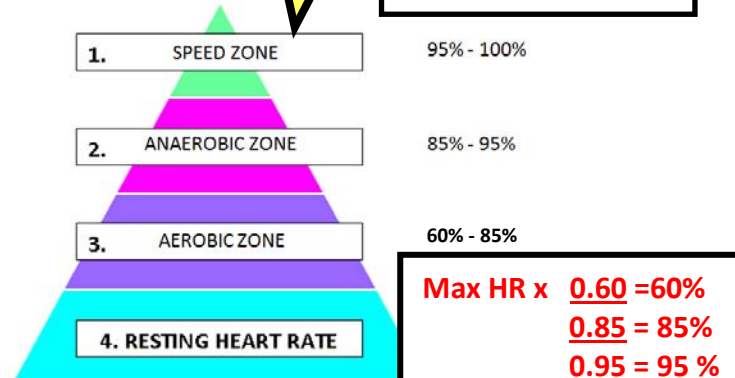 1. SPEED ZONE 95% - 100%
2. ANAEROBIC ZONE 85% - 95%
3. AEROBIC ZONE 60% - 85%
4. RESTING HEART RATE
Max HR x 0.60 =60%
0.85 = 85%
0.95 = 95 %